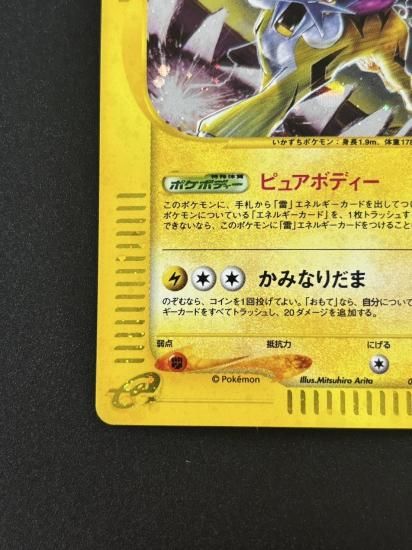 いかずちポケモン：身長1.9m、体重178
特殊体質
ポケボディー ピュアボディー
このポケモンに、手札から「雷」エネルギーカードを出してつけ
ポケモンについている「エネルギーカード」を、1枚トラッシュす
できないなら、このポケモンに「雷」エネルギーをつけること
かみなりだま
のぞむなら、コインを1回投げてよい。「おもて」なら、自分につい
ギーカードをすべてトラッシュし、20ダメージを追加する。
弱点 抵抗力 にげる
© Pokémon Illus.Mitsuhiro Arita 0
e